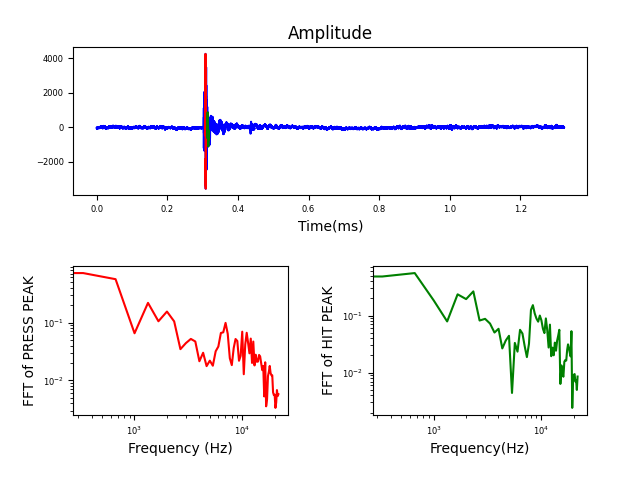 Amplitude
4000
2000
0
−2000
0.0 0.2 0.4 0.6 0.8 1.0 1.2
Time(ms)
FFT of PRESS PEAK
10⁻¹
10⁻²
10³ 10⁴
Frequency (Hz)
FFT of HIT PEAK
10⁻¹
10⁻²
10³ 10⁴
Frequency(Hz)